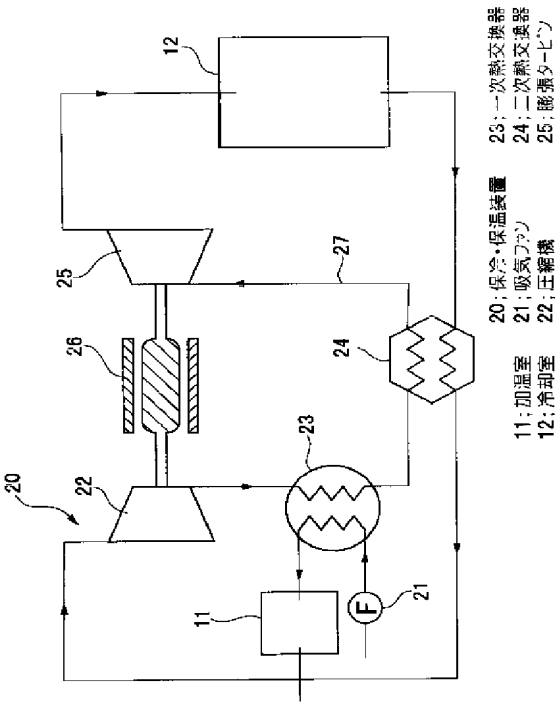 20
22
26
25
12
11
23
F
21
24
27
11；加温室
12；冷却室
20；保冷・保温装置
21；吸気ファン
22；圧縮機
23；一次熱交換器
24；二次熱交換器
25；膨張タービン